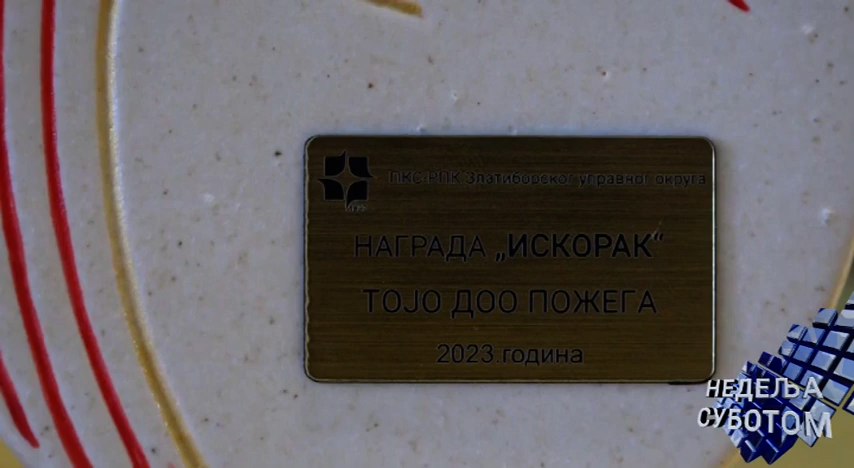 ПКС-РПК Златиборског управног округа
НАГРАДА „ИСКОРАК“
ТОЈО ДОО ПОЖЕГА
2023.година
НЕДЕЉА
СУБОТОМ